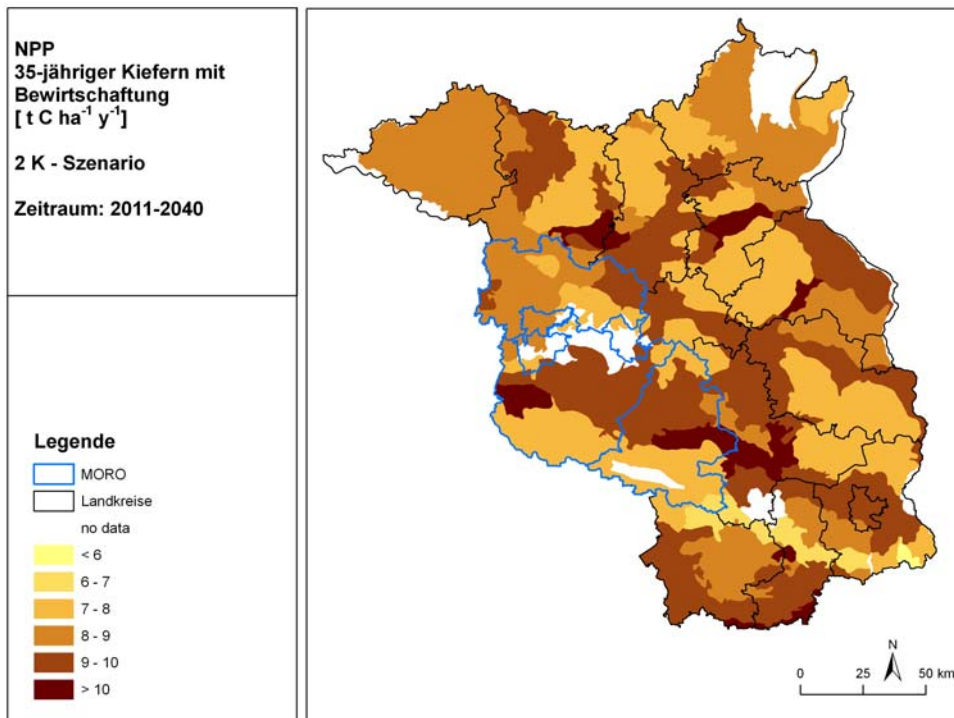 NPP
35-jähriger Kiefern mit
Bewirtschaftung
[ t C ha⁻¹ y⁻¹]
2 K - Szenario
Zeitraum: 2011-2040
Legende
MORO
Landkreise
no data
< 6
6 - 7
7 - 8
8 - 9
9 - 10
> 10
N
0 25 50 km